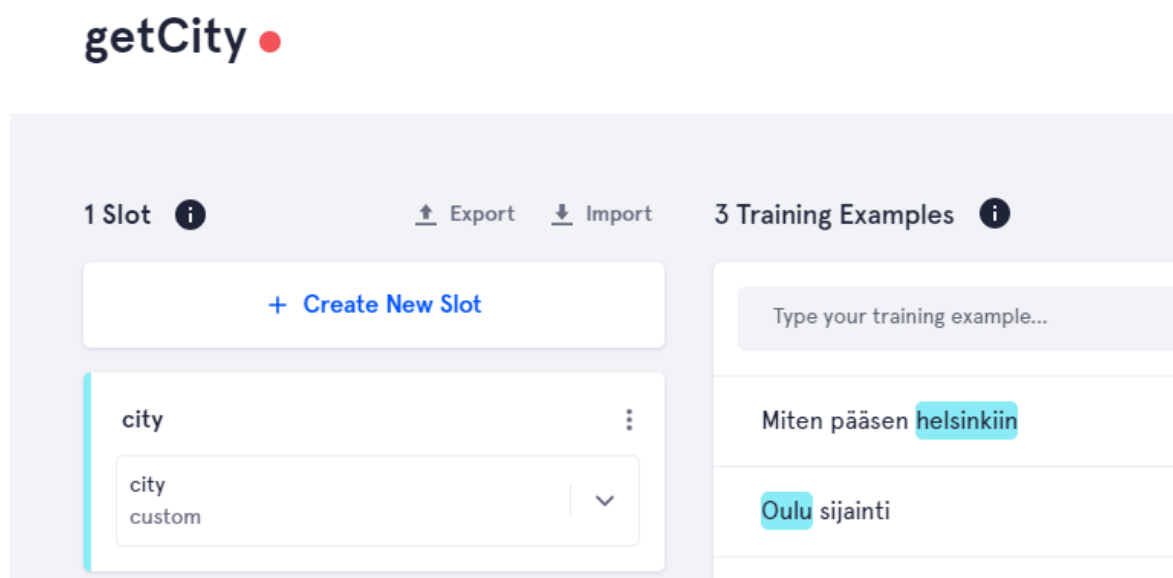 getCity
1 Slot
Export
Import
3 Training Examples
+ Create New Slot
Type your training example...
city
city
custom
Miten pääsen helsinkiin
Oulu sijainti